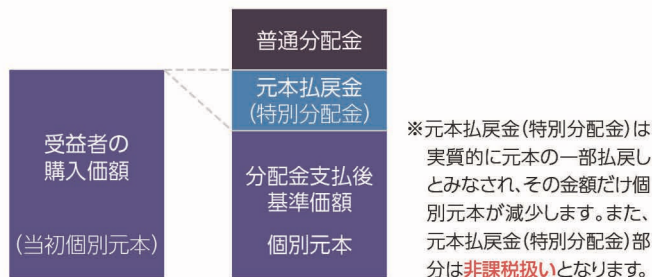 普通分配金
元本払戻金
(特別分配金)
受益者の
購入価額
(当初個別元本)
分配金支払後
基準価額
個別元本
※元本払戻金(特別分配金)は
実質的に元本の一部払戻し
とみなされ、その金額だけ個
別元本が減少します。また、
元本払戻金(特別分配金)部
分は非課税扱いとなります。